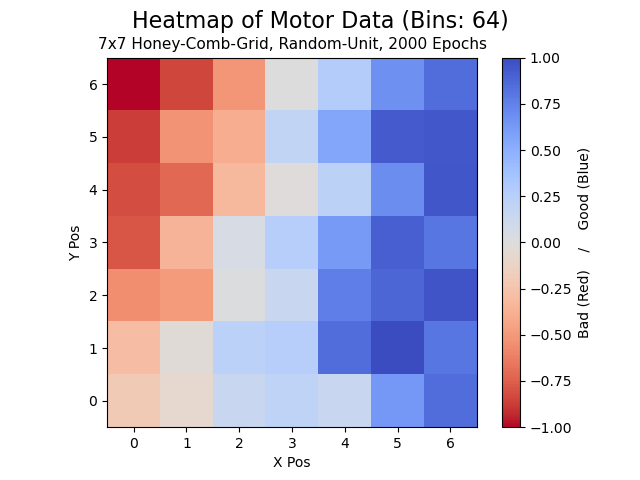 Heatmap of Motor Data (Bins: 64)
7x7 Honey-Comb-Grid, Random-Unit, 2000 Epochs
6
5
4
3
2
1
0
Y Pos
0 1 2 3 4 5 6
X Pos
1.00
0.75
0.50
0.25
0.00
−0.25
−0.50
−0.75
−1.00
Bad (Red) / Good (Blue)